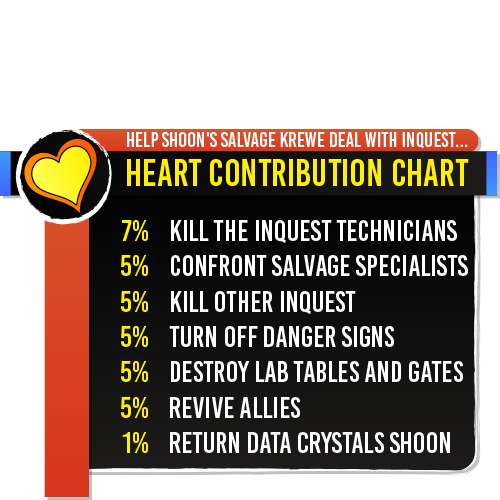 HELP SHOON'S SALVAGE KREWE DEAL WITH INQUEST...
HEART CONTRIBUTION CHART
7% KILL THE INQUEST TECHNICIANS
5% CONFRONT SALVAGE SPECIALISTS
5% KILL OTHER INQUEST
5% TURN OFF DANGER SIGNS
5% DESTROY LAB TABLES AND GATES
5% REVIVE ALLIES
1% RETURN DATA CRYSTALS SHOON